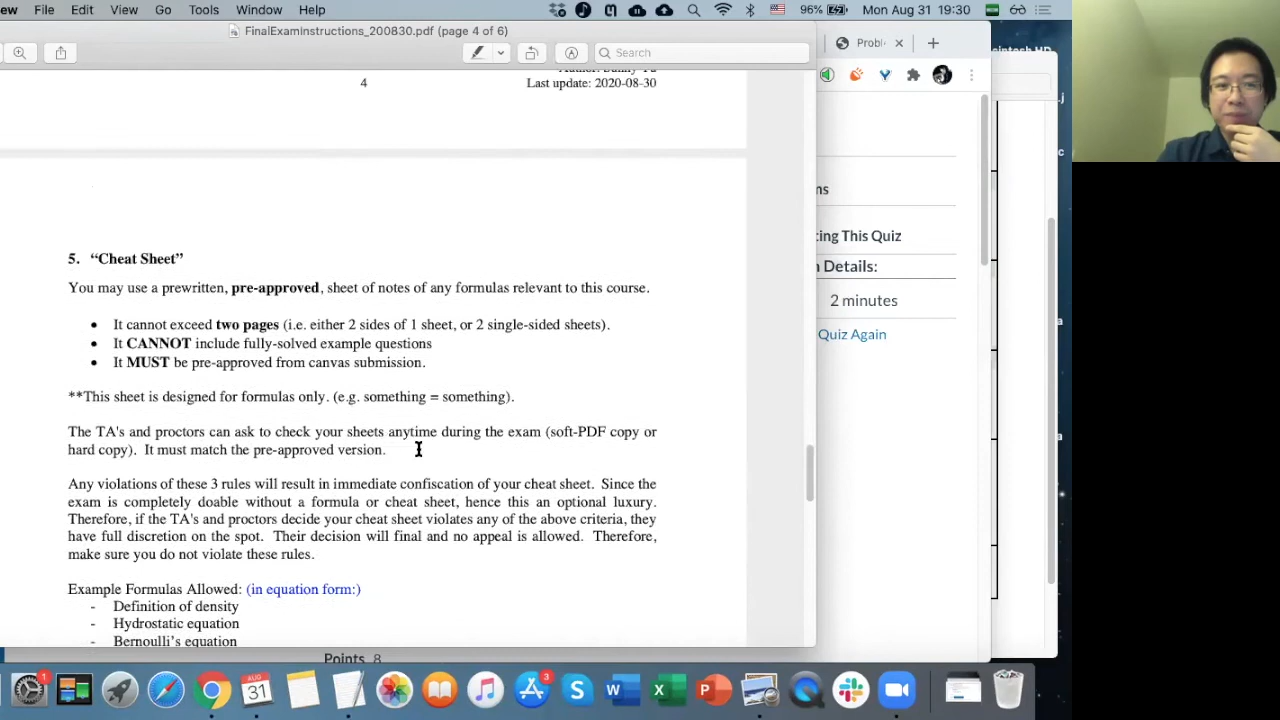 ew File Edit View Go Tools Window Help 96% Mon Aug 31 19:30
FinalExamInstructions_200830.pdf (page 4 of 6)
Search
Probl
4
Last update: 2020-08-30
5. “Cheat Sheet”
You may use a prewritten, pre-approved, sheet of notes of any formulas relevant to this course.
• It cannot exceed two pages (i.e. either 2 sides of 1 sheet, or 2 single-sided sheets).
• It CANNOT include fully-solved example questions
• It MUST be pre-approved from canvas submission.
**This sheet is designed for formulas only. (e.g. something = something).
The TA's and proctors can ask to check your sheets anytime during the exam (soft-PDF copy or
hard copy). It must match the pre-approved version.
Any violations of these 3 rules will result in immediate confiscation of your cheat sheet. Since the
exam is completely doable without a formula or cheat sheet, hence this an optional luxury.
Therefore, if the TA's and proctors decide your cheat sheet violates any of the above criteria, they
have full discretion on the spot. Their decision will final and no appeal is allowed. Therefore,
make sure you do not violate these rules.
Example Formulas Allowed: (in equation form:)
- Definition of density
- Hydrostatic equation
- Bernoulli’s equation
ns
ting This Quiz
n Details:
2 minutes
Quiz Again
Points 8